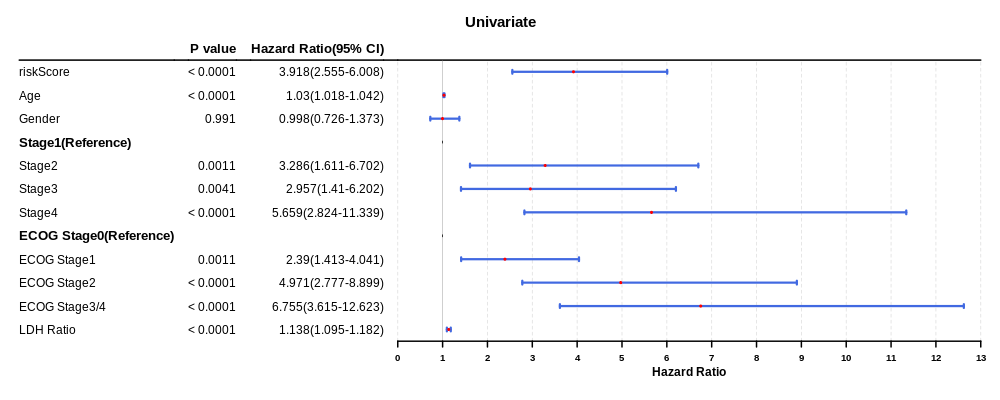 Univariate
P value Hazard Ratio(95% CI)
riskScore < 0.0001 3.918(2.555-6.008)
Age < 0.0001 1.03(1.018-1.042)
Gender 0.991 0.998(0.726-1.373)
Stage1(Reference)
Stage2 0.0011 3.286(1.611-6.702)
Stage3 0.0041 2.957(1.41-6.202)
Stage4 < 0.0001 5.659(2.824-11.339)
ECOG Stage0(Reference)
ECOG Stage1 0.0011 2.39(1.413-4.041)
ECOG Stage2 < 0.0001 4.971(2.777-8.899)
ECOG Stage3/4 < 0.0001 6.755(3.615-12.623)
LDH Ratio < 0.0001 1.138(1.095-1.182)
0 1 2 3 4 5 6 7 8 9 10 11 12 13
Hazard Ratio